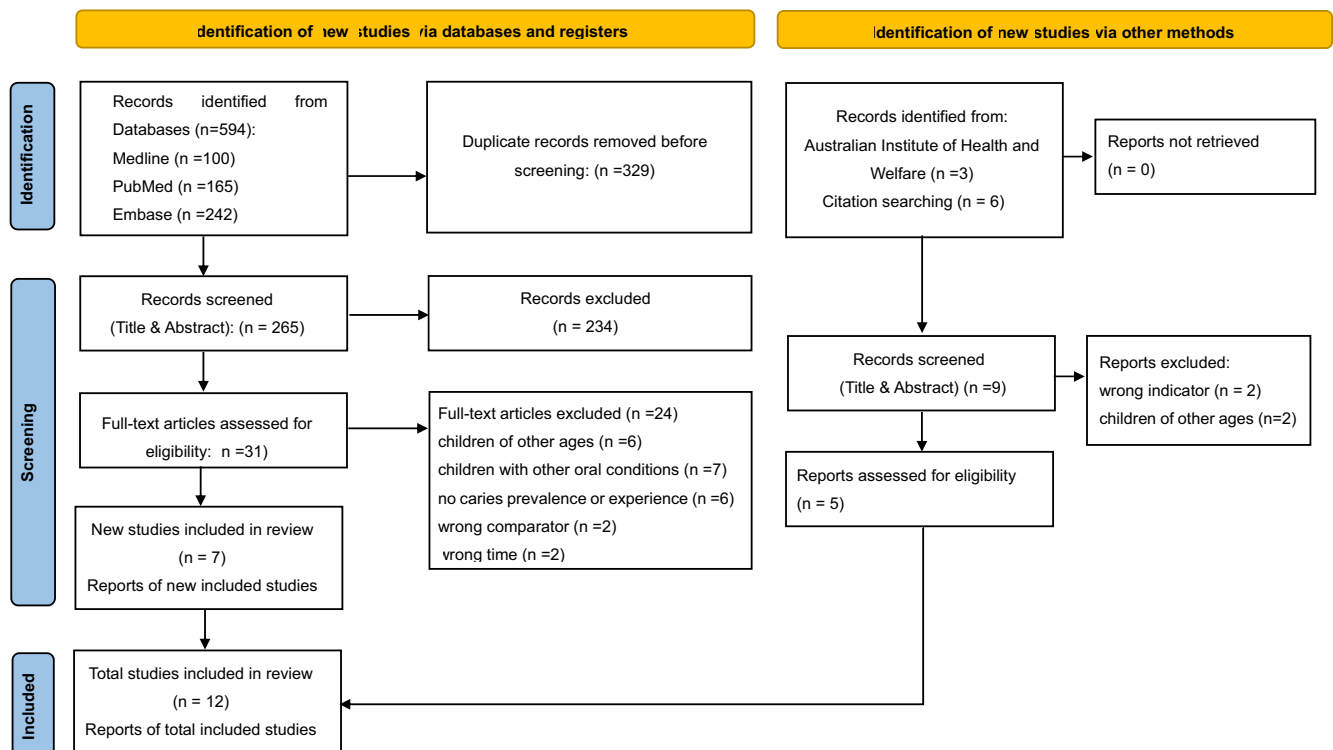 dentification of new studies via databases and registers
Identification of new studies via other methods
Identification
Records identified from
Databases (n=594):
Medline (n =100)
PubMed (n =165)
Embase (n =242)
Duplicate records removed before
screening: (n =329)
Records identified from:
Australian Institute of Health and
Welfare (n =3)
Citation searching (n = 6)
Reports not retrieved
(n = 0)
Screening
Records screened
(Title & Abstract): (n = 265)
Records excluded
(n = 234)
Records screened
(Title & Abstract) (n =9)
Reports excluded:
wrong indicator (n = 2)
children of other ages (n=2)
Full-text articles assessed for
eligibility: n =31)
Full-text articles excluded (n =24)
children of other ages (n =6)
children with other oral conditions (n =7)
no caries prevalence or experience (n =6)
wrong comparator (n =2)
wrong time (n =2)
Reports assessed for eligibility
(n = 5)
New studies included in review
(n = 7)
Reports of new included studies
Included
Total studies included in review
(n = 12)
Reports of total included studies